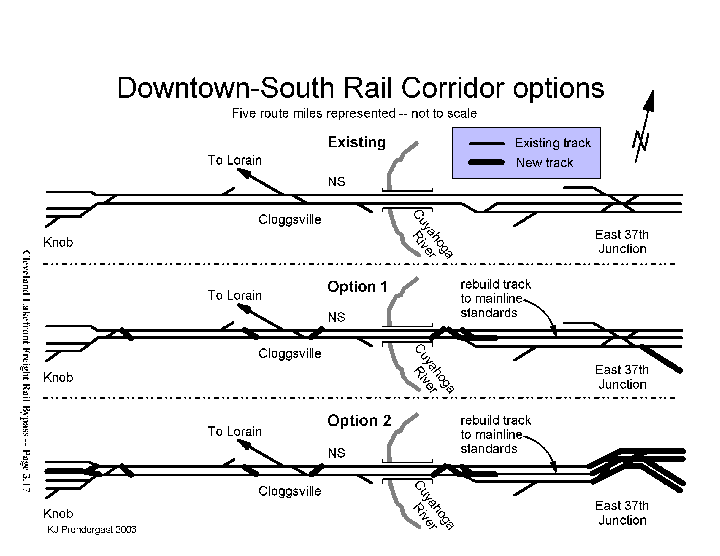 Downtown-South Rail Corridor options
Five route miles represented -- not to scale
N
Existing track
New track
Existing
To Lorain
NS
Cloggsville
Cuyahoga
River
Knob
East 37th
Junction
Option 1
To Lorain
NS
rebuild track
to mainline
standards
Cloggsville
Cuyahoga
River
Knob
East 37th
Junction
Option 2
To Lorain
NS
rebuild track
to mainline
standards
Cloggsville
Cuyahoga
River
Knob
East 37th
Junction
KJ Prendergast 2003
Cleveland Lakefront Freight Rail Bypass -- Page 3.17